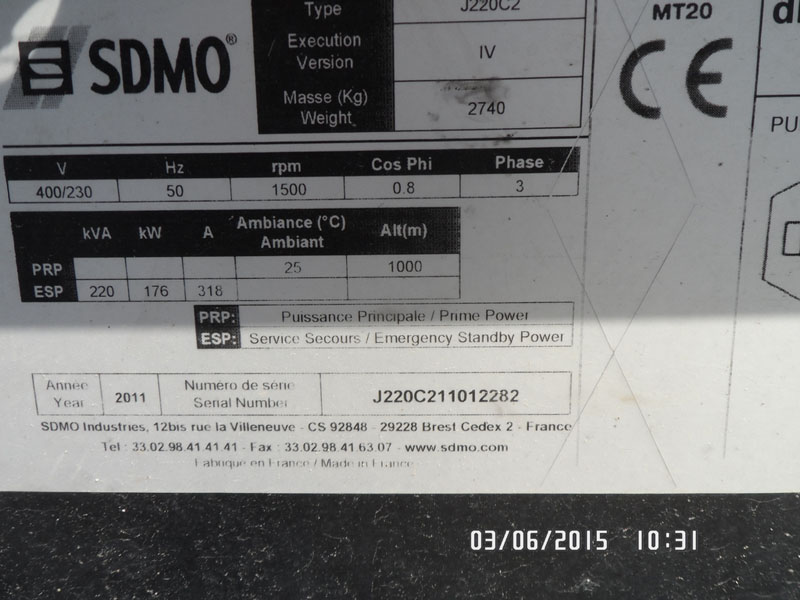 Type J220C2
SDMO®
Execution Version IV
Masse (Kg) Weight 2740
MT20
CE
V Hz rpm Cos Phi Phase
400/230 50 1500 0.8 3
kVA kW A Ambiance (°C) Ambiant Alt(m)
PRP 25 1000
ESP 220 176 318
PRP: Puissance Principale / Prime Power
ESP: Service Secours / Emergency Standby Power
Année Year 2011 Numéro de série Serial Number J220C211012282
SDMO Industries, 12bis rue la Villeneuve - CS 92848 - 29228 Brest Cedex 2 - France
Tel : 33.02.98.41.41.41 - Fax : 33.02.98.41.63.07 - www.sdmo.com
Fabriqué en France / Made in France
PU
03/06/2015 10:31